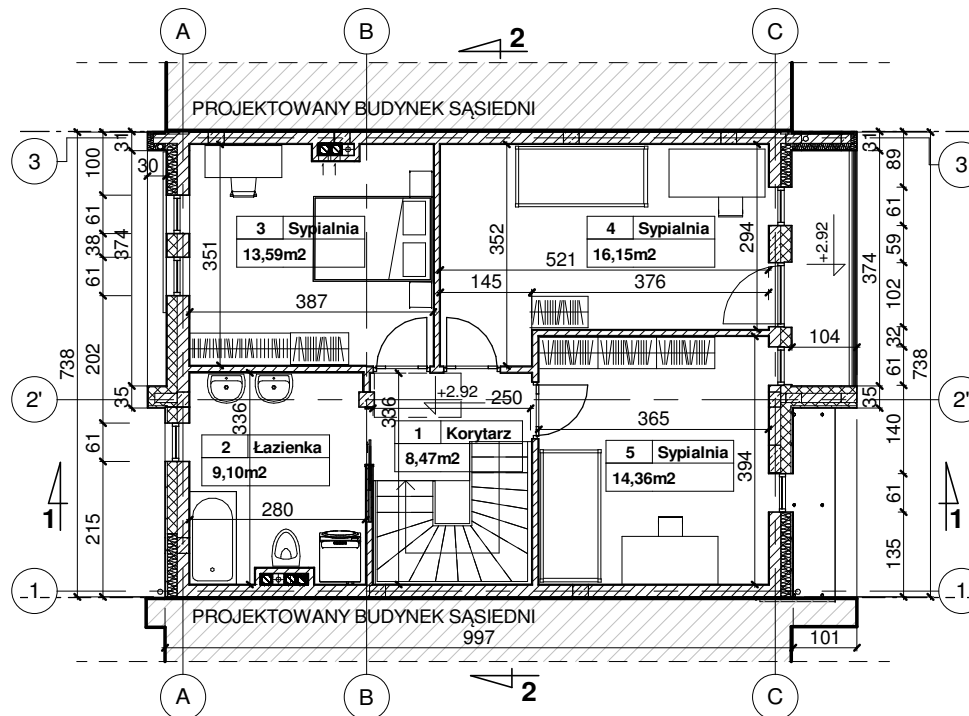 A
B
C
2
PROJEKTOWANY BUDYNEK SĄSIEDNI
3
3
31
100
30
61
38
374
61
202
738
35
61
215
31
89
61
59
374
102
32
61
738
35
140
61
135
+2.92
104
3 Sypialnia
13,59m2
351
387
4 Sypialnia
16,15m2
352
294
521
145
376
2'
2'
336
+2.92
336
250
365
2 Łazienka
9,10m2
1 Korytarz
8,47m2
5 Sypialnia
14,36m2
394
280
1
1
1
1
PROJEKTOWANY BUDYNEK SĄSIEDNI
997
101
2
A
B
C